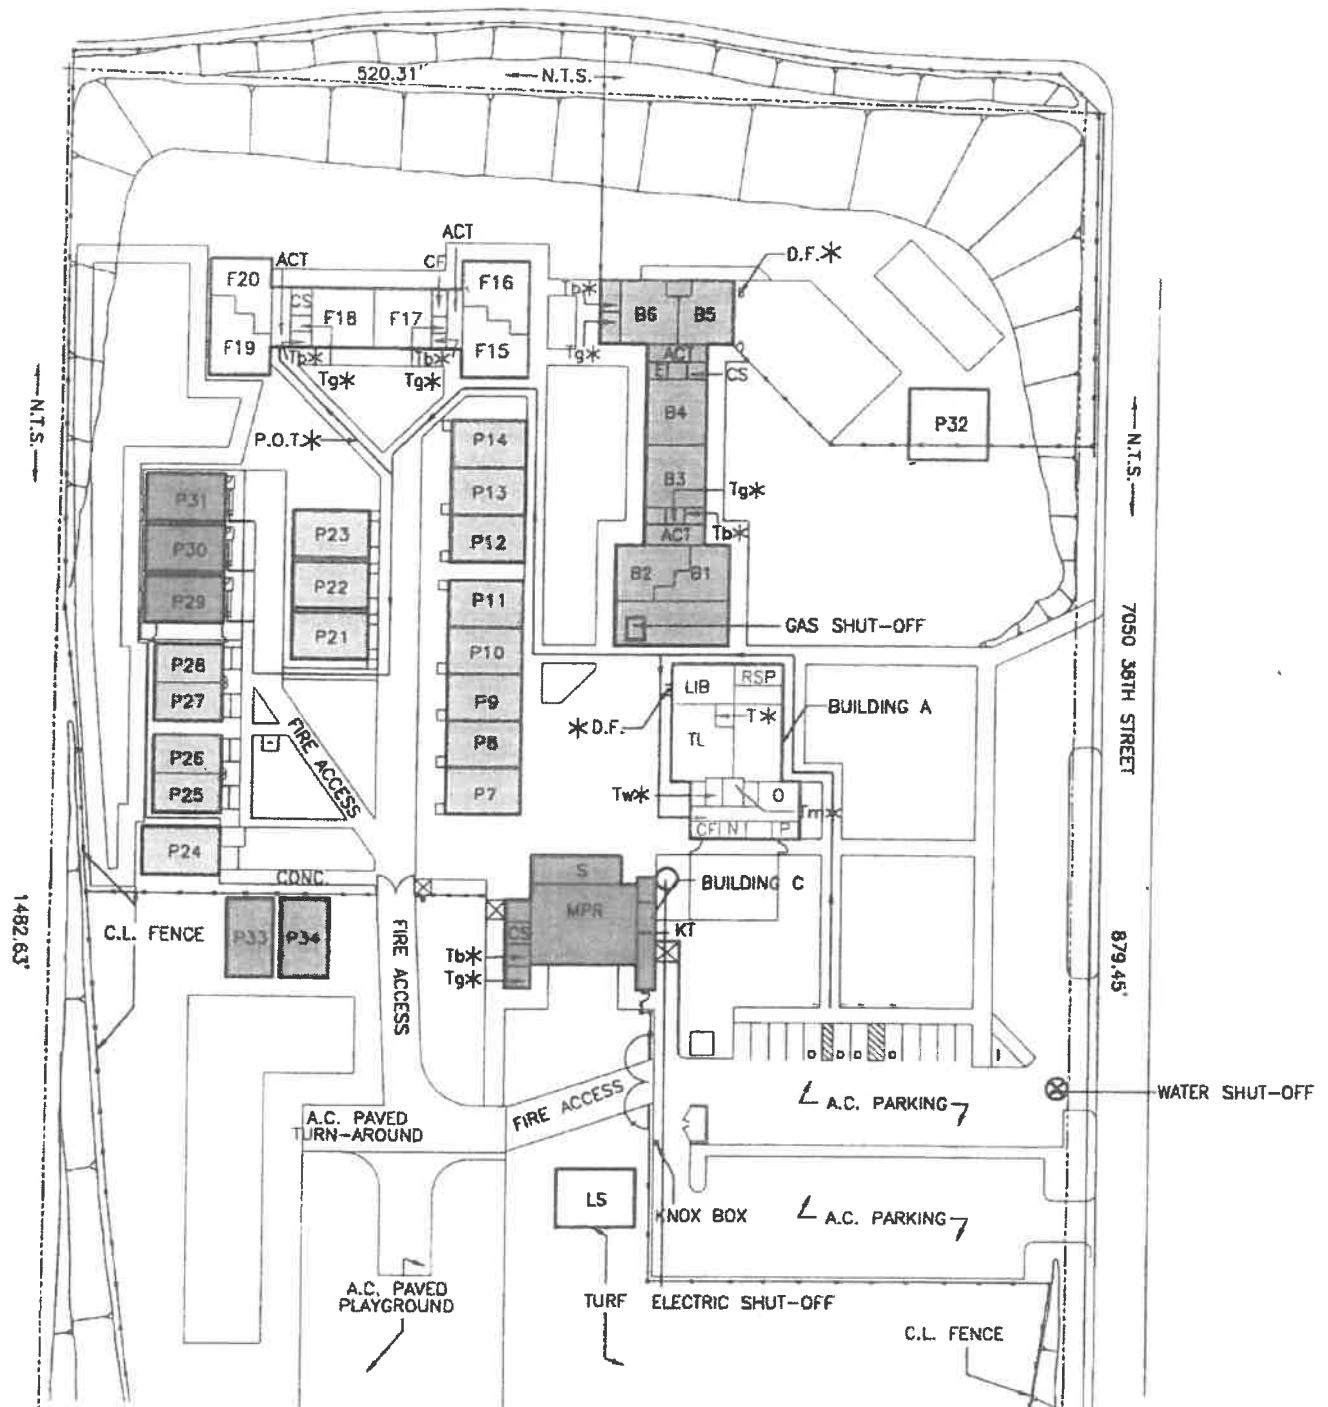 520.31"
N.T.S.
ACT
ACT
CF
D.F.*
F20
CS
F18
F17
F16
F19
F15
Tb*
Tb*
Tg*
Tg*
Tb*
Tg*
B6
B5
ACT
CS
B4
B3
Tg*
Tb*
ACT
B2
B1
P32
N.T.S.
N.T.S.
P.O.T.*
P14
P13
P12
P11
P10
P9
P8
P7
P31
P30
P29
P23
P22
P21
P28
P27
P26
P25
P24
FIRE ACCESS
GAS SHUT-OFF
7050 38TH STREET
LIB
RSP
T*
TL
BUILDING A
*D.F.
Tw*
O
Tm*
CF
N
P
CONC.
C.L. FENCE
P33
P34
S
MPR
CS
KT
BUILDING C
Tb*
Tg*
FIRE ACCESS
1482.63'
879.45'
WATER SHUT-OFF
A.C. PARKING
A.C. PAVED
TURN-AROUND
FIRE ACCESS
LS
KNOX BOX
A.C. PARKING
A.C. PAVED
PLAYGROUND
TURF
ELECTRIC SHUT-OFF
C.L. FENCE